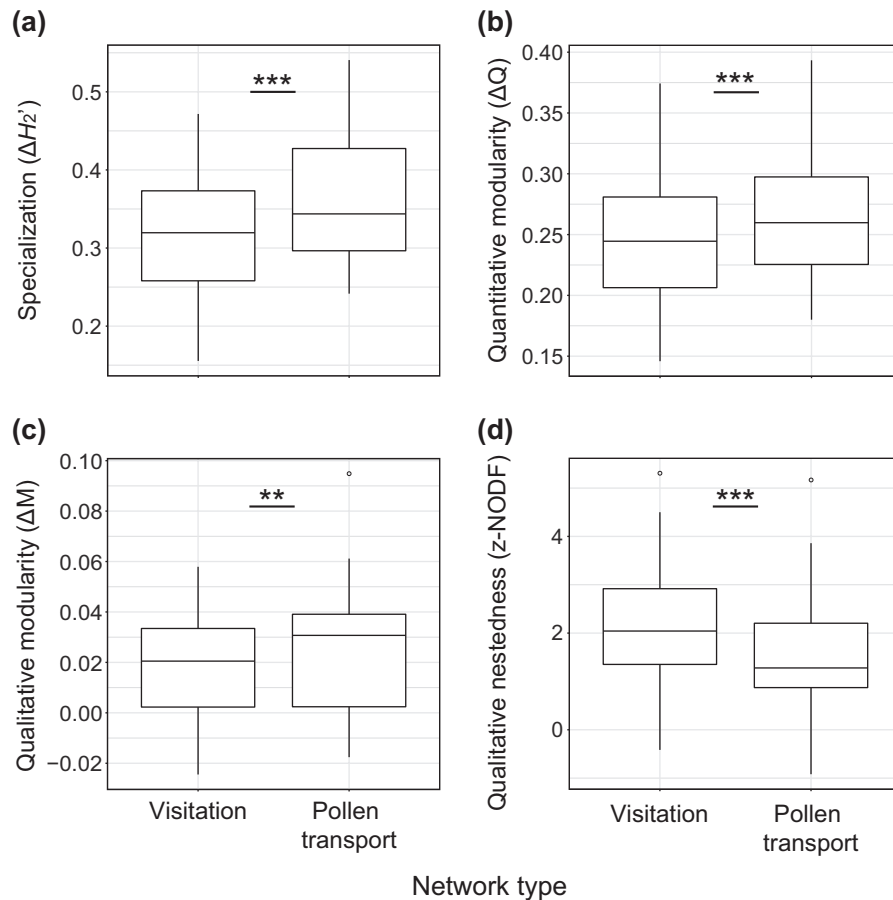 (a)
Specialization (ΔH₂’)
0.5
0.4
0.3
0.2
***
(b)
Quantitative modularity (ΔQ)
0.40
0.35
0.30
0.25
0.20
0.15
***
(c)
Qualitative modularity (ΔM)
0.10
0.08
0.06
0.04
0.02
0.00
−0.02
**
Visitation
Pollen
transport
(d)
Qualitative nestedness (z-NODF)
4
2
0
***
Visitation
Pollen
transport
Network type